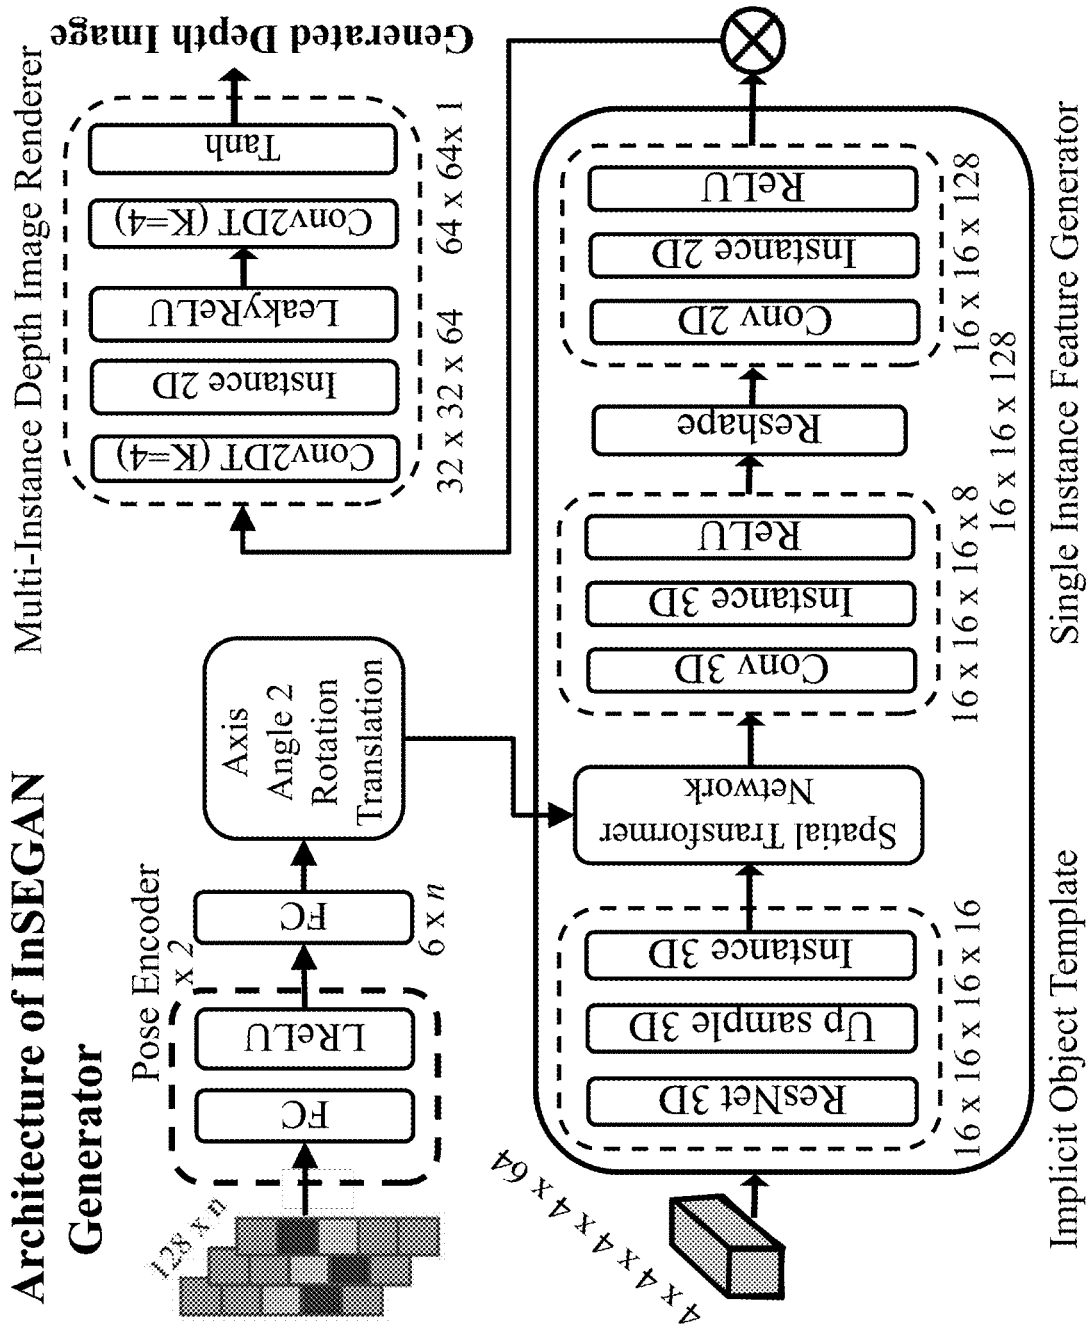 Architecture of InSEGAN
Generator
128 x n
Pose Encoder
x 2
FC
LReLU
FC
6 x n
Axis
Angle 2
Rotation
Translation
4 x 4 x 4 x 64
ResNet 3D
Up sample 3D
Instance 3D
16 x 16 x 16 x 16
Implicit Object Template
Spatial Transformer
Network
Conv 3D
Instance 3D
ReLU
16 x 16 x 16 x 8
Reshape
16 x 16 x 128
Conv 2D
Instance 2D
ReLU
16 x 16 x 128
Single Instance Feature Generator
Multi-Instance Depth Image Renderer
Conv2DT (K=4)
Instance 2D
LeakyReLU
Conv2DT (K=4)
Tanh
32 x 32 x 64
64 x 64x 1
Generated Depth Image